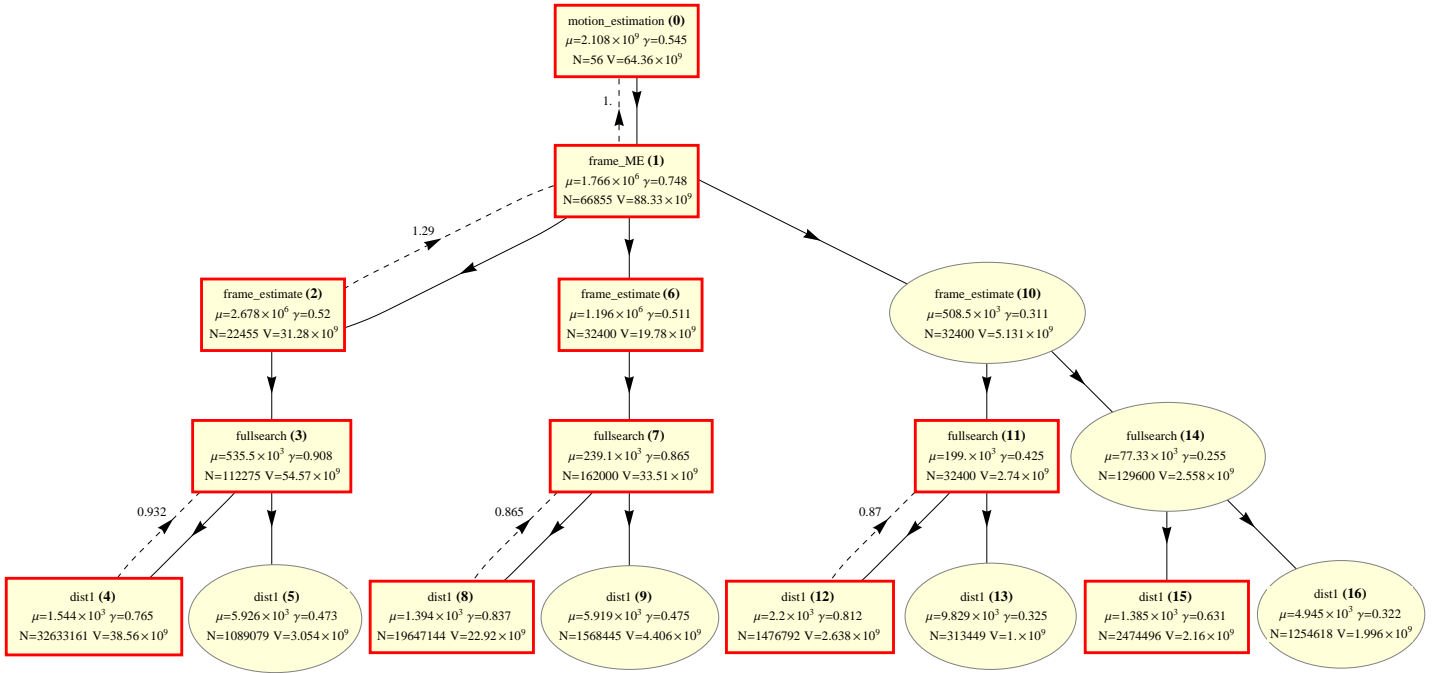 motion_estimation (0)
μ=2.108×10⁹ γ=0.545
N=56 V=64.36×10⁹
1.
frame_ME (1)
μ=1.766×10⁶ γ=0.748
N=66855 V=88.33×10⁹
1.29
frame_estimate (2)
μ=2.678×10⁶ γ=0.52
N=22455 V=31.28×10⁹
frame_estimate (6)
μ=1.196×10⁶ γ=0.511
N=32400 V=19.78×10⁹
frame_estimate (10)
μ=508.5×10³ γ=0.311
N=32400 V=5.131×10⁹
fullsearch (3)
μ=535.5×10³ γ=0.908
N=112275 V=54.57×10⁹
fullsearch (7)
μ=239.1×10³ γ=0.865
N=162000 V=33.51×10⁹
fullsearch (11)
μ=199.×10³ γ=0.425
N=32400 V=2.74×10⁹
fullsearch (14)
μ=77.33×10³ γ=0.255
N=129600 V=2.558×10⁹
0.932
0.865
0.87
dist1 (4)
μ=1.544×10³ γ=0.765
N=32633161 V=38.56×10⁹
dist1 (5)
μ=5.926×10³ γ=0.473
N=1089079 V=3.054×10⁹
dist1 (8)
μ=1.394×10³ γ=0.837
N=19647144 V=22.92×10⁹
dist1 (9)
μ=5.919×10³ γ=0.475
N=1568445 V=4.406×10⁹
dist1 (12)
μ=2.2×10³ γ=0.812
N=1476792 V=2.638×10⁹
dist1 (13)
μ=9.829×10³ γ=0.325
N=313449 V=1.×10⁹
dist1 (15)
μ=1.385×10³ γ=0.631
N=2474496 V=2.16×10⁹
dist1 (16)
μ=4.945×10³ γ=0.322
N=1254618 V=1.996×10⁹